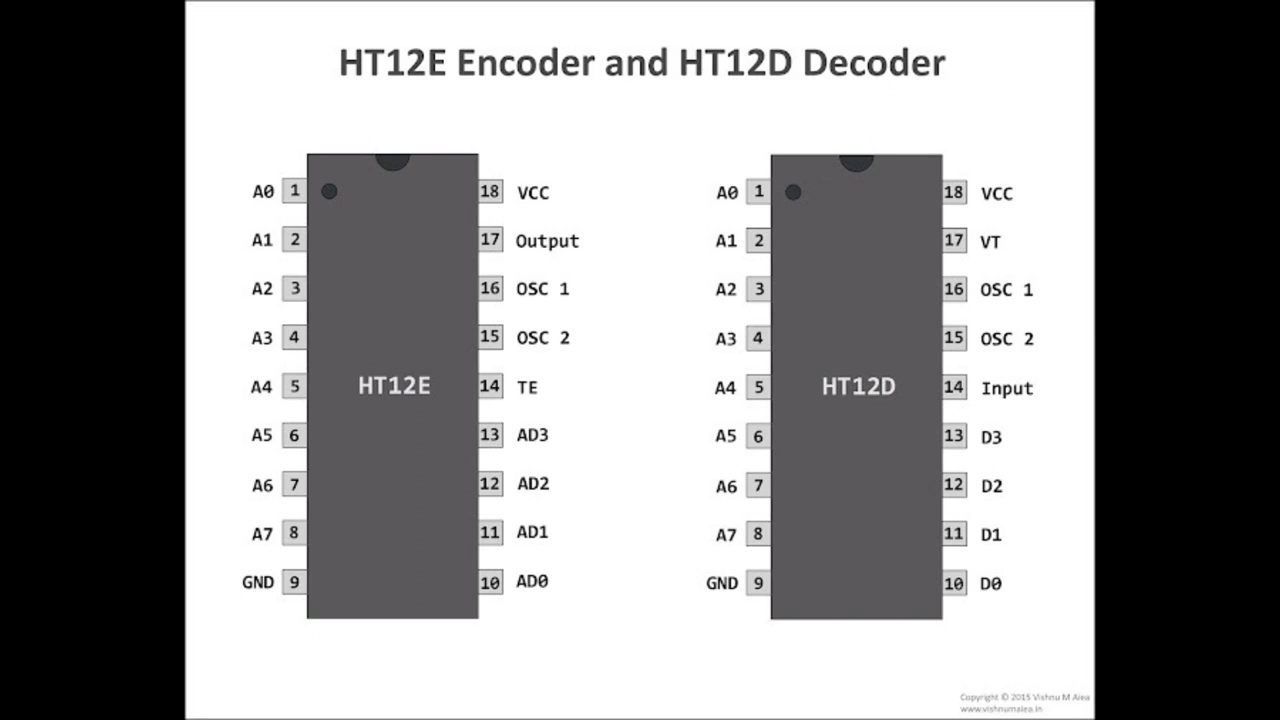 HT12E Encoder and HT12D Decoder
A0 1 18 VCC
A1 2 17 Output
A2 3 16 OSC 1
A3 4 15 OSC 2
A4 5 HT12E 14 TE
A5 6 13 AD3
A6 7 12 AD2
A7 8 11 AD1
GND 9 10 AD0
A0 1 18 VCC
A1 2 17 VT
A2 3 16 OSC 1
A3 4 15 OSC 2
A4 5 HT12D 14 Input
A5 6 13 D3
A6 7 12 D2
A7 8 11 D1
GND 9 10 D0
Copyright © 2015 Vishnu M Aiea
www.vishnumaiea.in